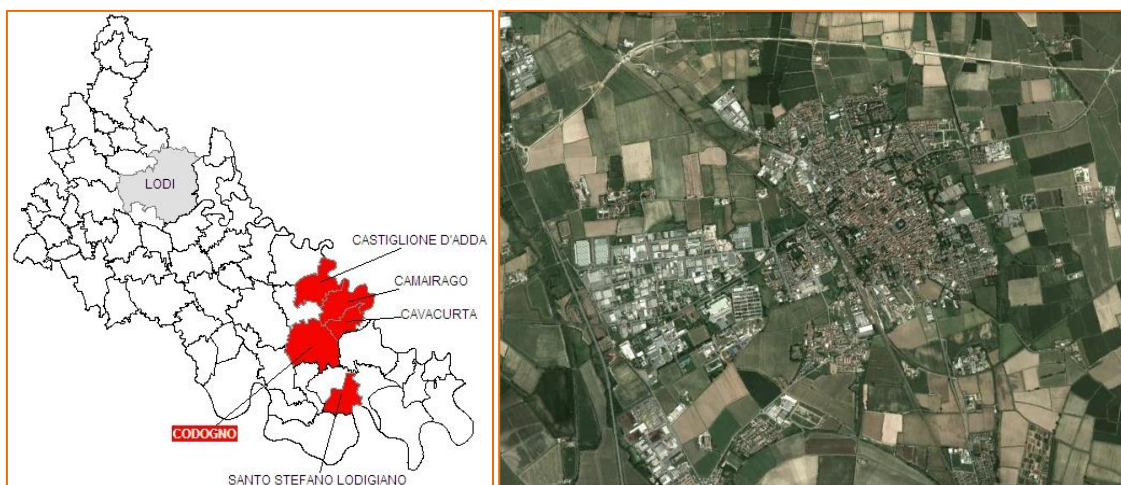 LODI
CASTIGLIONE D'ADDA
CAMAIRAGO
CAVACURTA
CODOGNO
SANTO STEFANO LODIGIANO